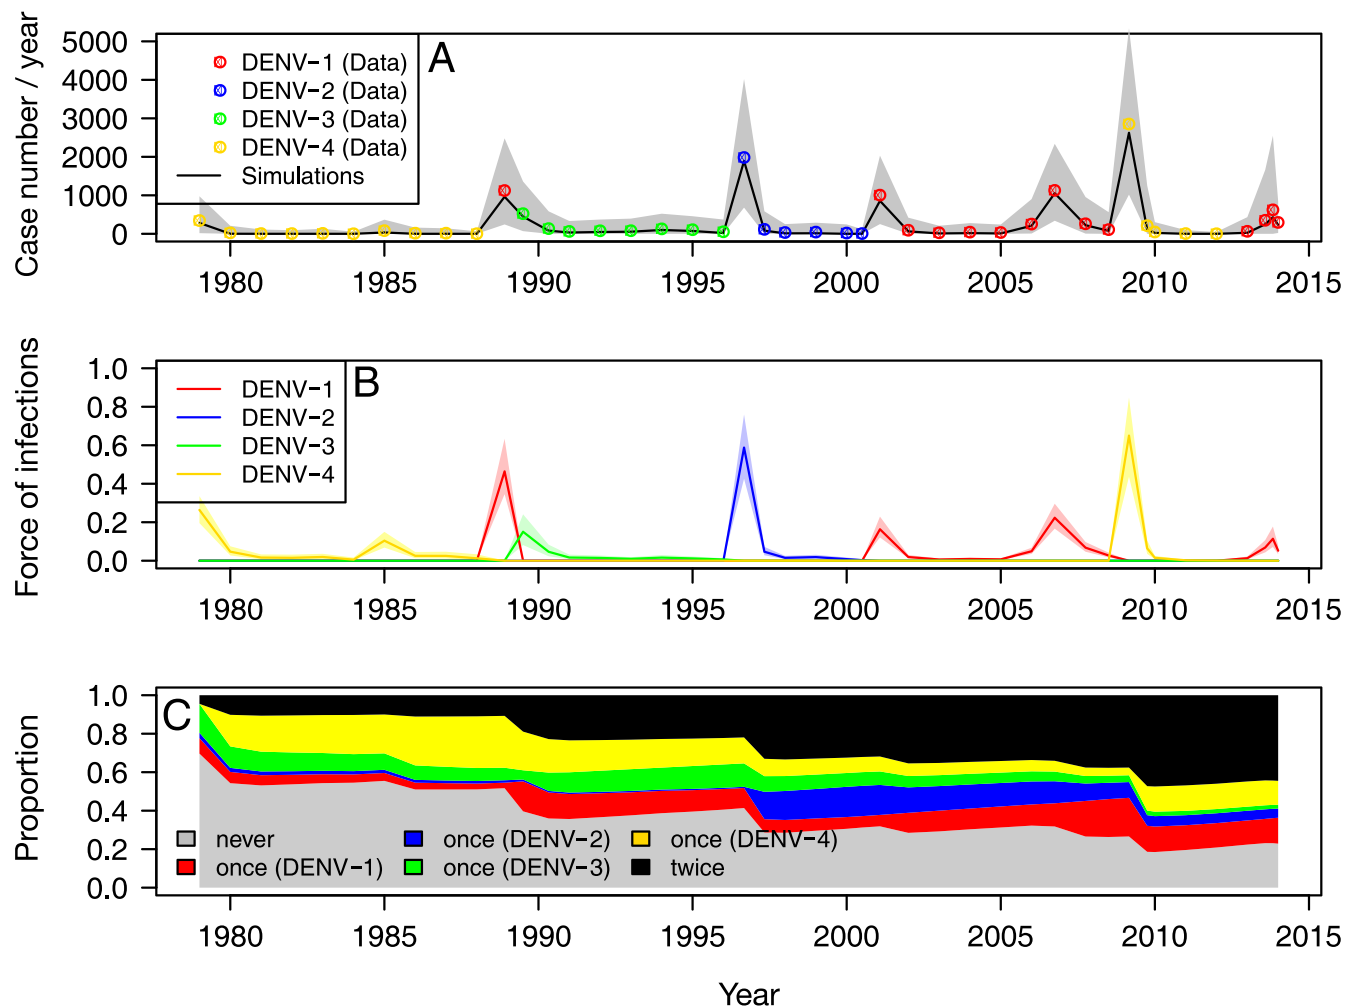 Case number / year
5000
4000
3000
2000
1000
0
DENV−1 (Data)
DENV−2 (Data)
DENV−3 (Data)
DENV−4 (Data)
Simulations
A
1980 1985 1990 1995 2000 2005 2010 2015
Force of infections
1.0
0.8
0.6
0.4
0.2
0.0
DENV−1
DENV−2
DENV−3
DENV−4
B
1980 1985 1990 1995 2000 2005 2010 2015
Proportion
1.0
0.8
0.6
0.4
0.2
0.0
C
never once (DENV−2) once (DENV−4)
once (DENV−1) once (DENV−3) twice
1980 1985 1990 1995 2000 2005 2010 2015
Year